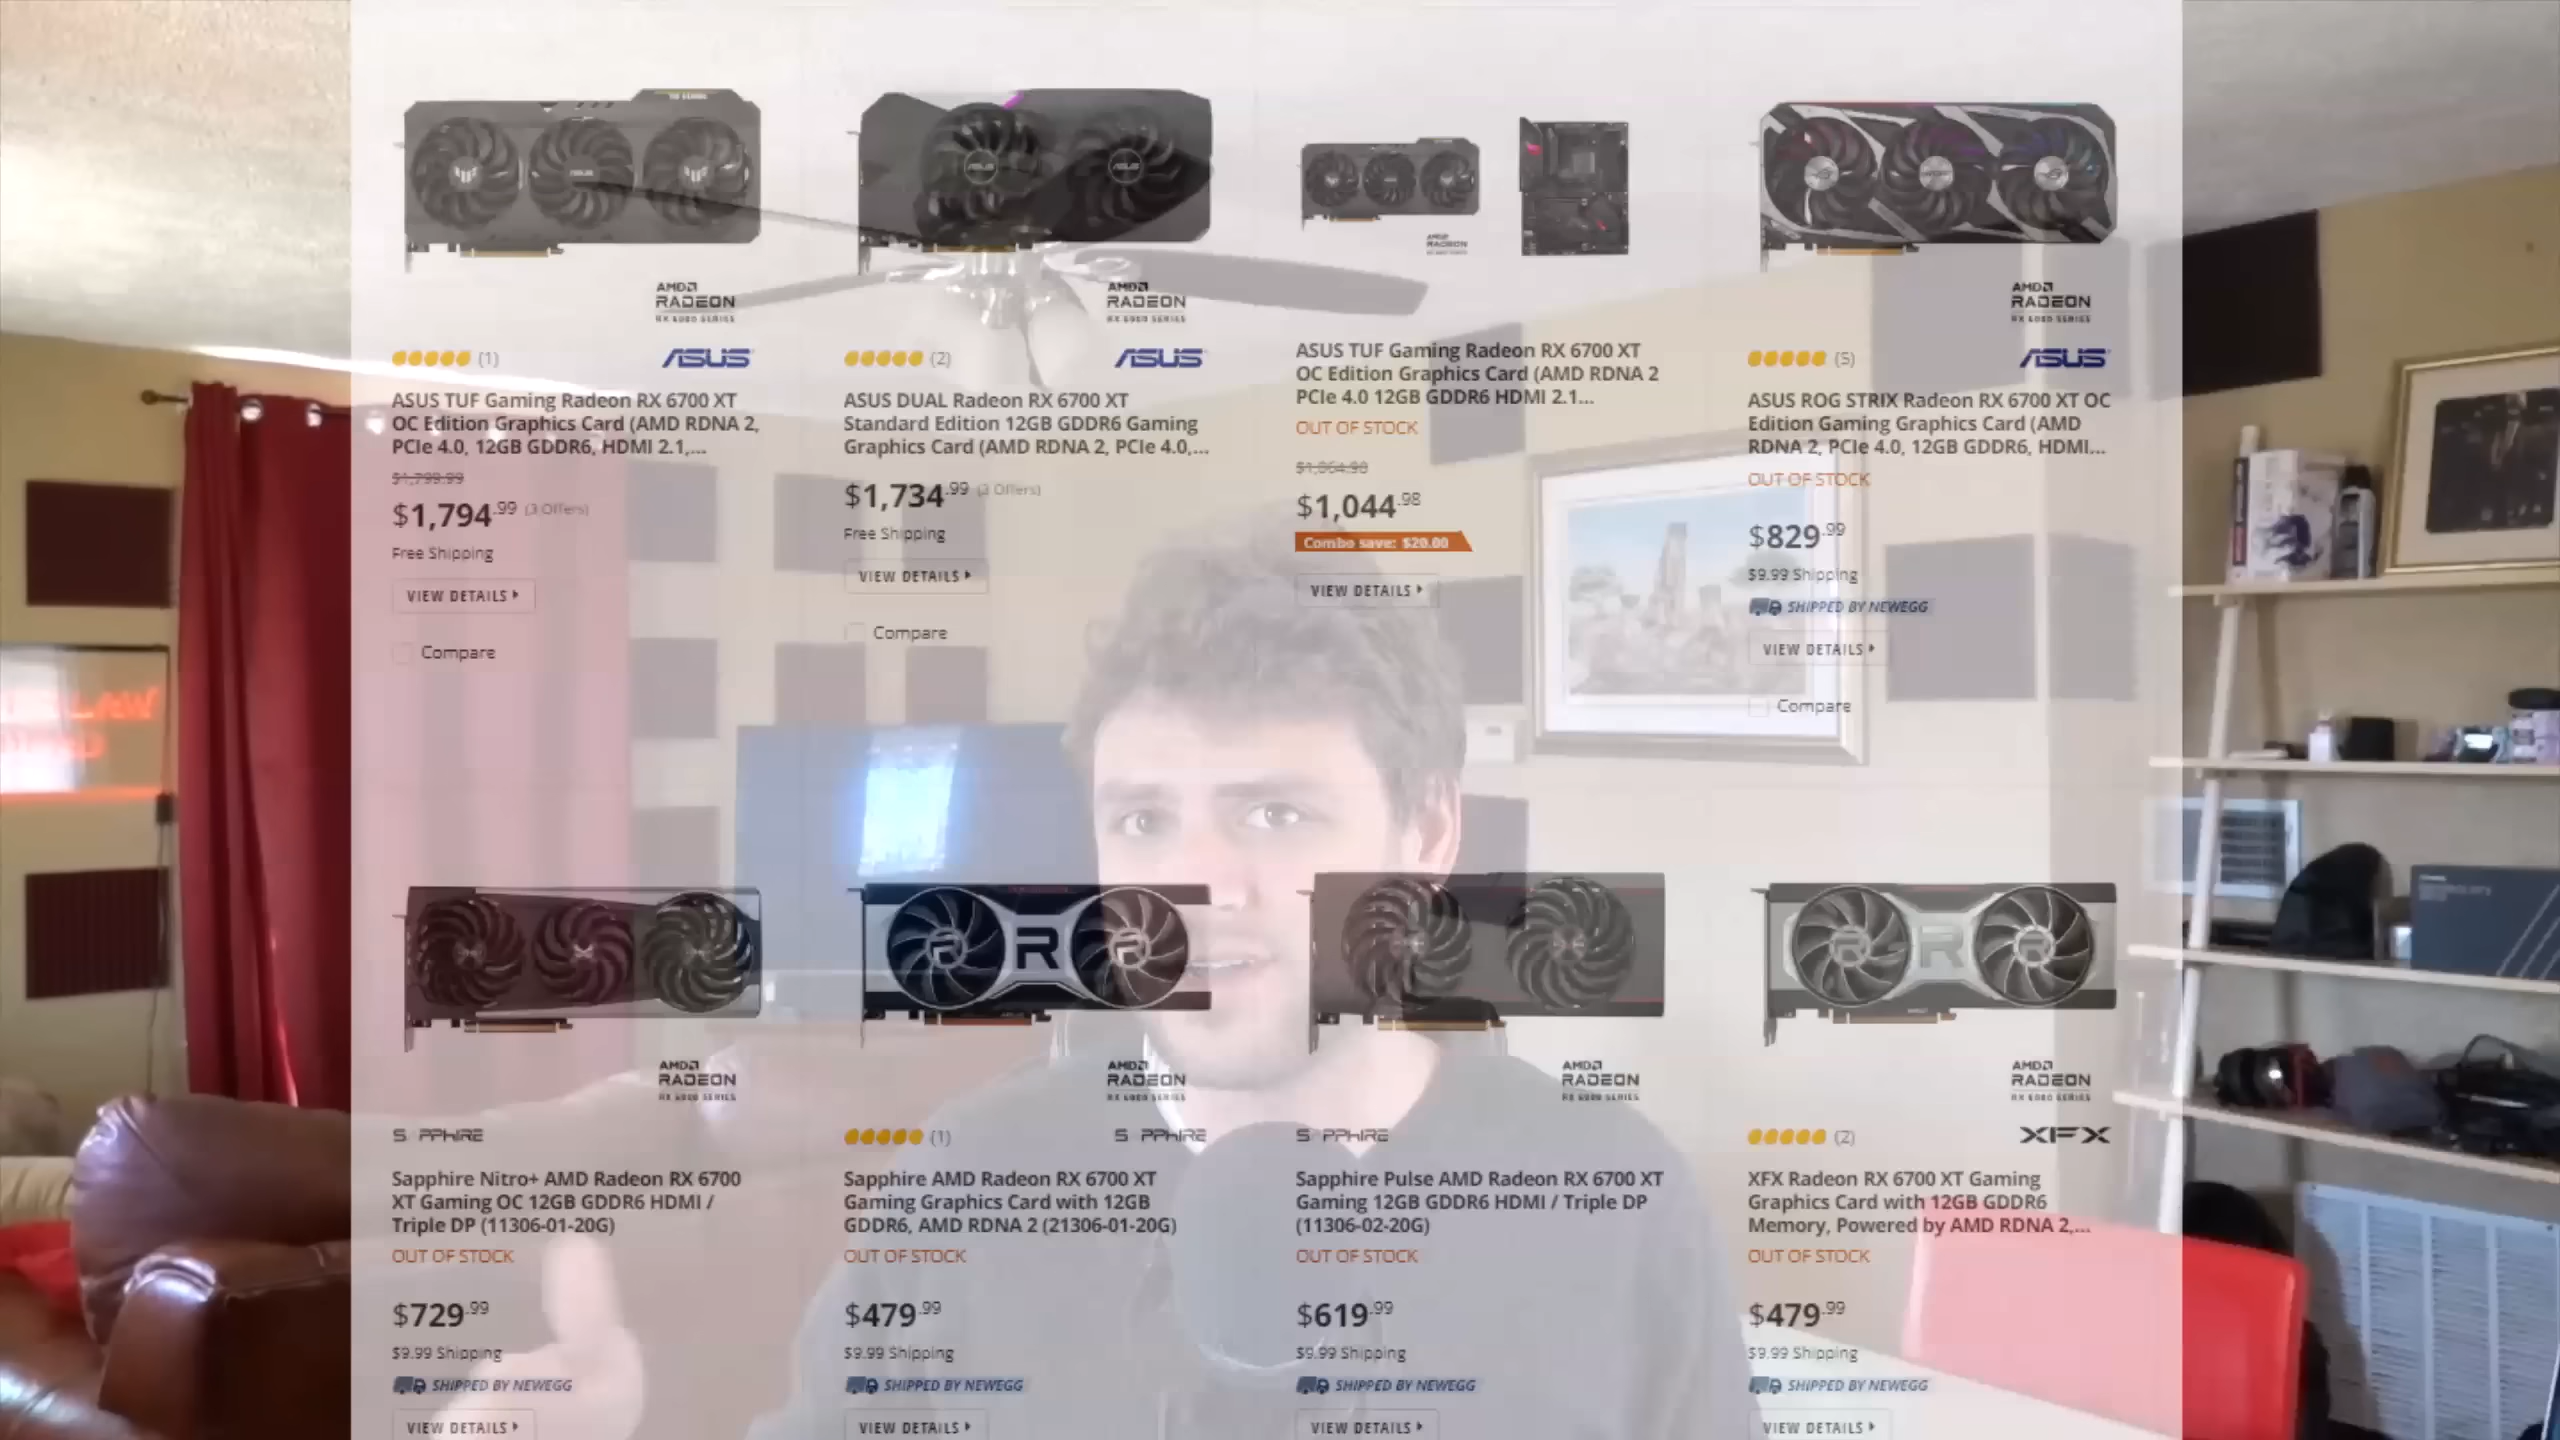 AMD
RADEON
RX 6000 SERIES
(1)
ASUS
ASUS TUF Gaming Radeon RX 6700 XT
OC Edition Graphics Card (AMD RDNA 2,
PCIe 4.0, 12GB GDDR6, HDMI 2.1,...
$1,799.99
$1,794.99 (3 Offers)
Free Shipping
VIEW DETAILS
Compare
AMD
RADEON
RX 6000 SERIES
(2)
ASUS
ASUS DUAL Radeon RX 6700 XT
Standard Edition 12GB GDDR6 Gaming
Graphics Card (AMD RDNA 2, PCIe 4.0,...
$1,734.99 (3 Offers)
Free Shipping
VIEW DETAILS
Compare
AMD
RADEON
ASUS TUF Gaming Radeon RX 6700 XT
OC Edition Graphics Card (AMD RDNA 2
PCIe 4.0 12GB GDDR6 HDMI 2.1...
OUT OF STOCK
$1,064.98
$1,044.98
Combo save: $20.00
VIEW DETAILS
AMD
RADEON
RX 6000 SERIES
(5)
ASUS
ASUS ROG STRIX Radeon RX 6700 XT OC
Edition Gaming Graphics Card (AMD
RDNA 2, PCIe 4.0, 12GB GDDR6, HDMI...
OUT OF STOCK
$829.99
$9.99 Shipping
SHIPPED BY NEWEGG
VIEW DETAILS
Compare
AMD
RADEON
RX 6000 SERIES
SAPPHIRE
Sapphire Nitro+ AMD Radeon RX 6700
XT Gaming OC 12GB GDDR6 HDMI /
Triple DP (11306-01-20G)
OUT OF STOCK
$729.99
$9.99 Shipping
SHIPPED BY NEWEGG
VIEW DETAILS
R
AMD
RADEON
RX 6000 SERIES
(1)
SAPPHIRE
Sapphire AMD Radeon RX 6700 XT
Gaming Graphics Card with 12GB
GDDR6, AMD RDNA 2 (21306-01-20G)
OUT OF STOCK
$479.99
$9.99 Shipping
SHIPPED BY NEWEGG
VIEW DETAILS
AMD
RADEON
RX 6000 SERIES
SAPPHIRE
Sapphire Pulse AMD Radeon RX 6700 XT
Gaming 12GB GDDR6 HDMI / Triple DP
(11306-02-20G)
OUT OF STOCK
$619.99
$9.99 Shipping
SHIPPED BY NEWEGG
VIEW DETAILS
R
AMD
RADEON
RX 6000 SERIES
(2)
XFX
XFX Radeon RX 6700 XT Gaming
Graphics Card with 12GB GDDR6
Memory, Powered by AMD RDNA 2,...
OUT OF STOCK
$479.99
$9.99 Shipping
SHIPPED BY NEWEGG
VIEW DETAILS